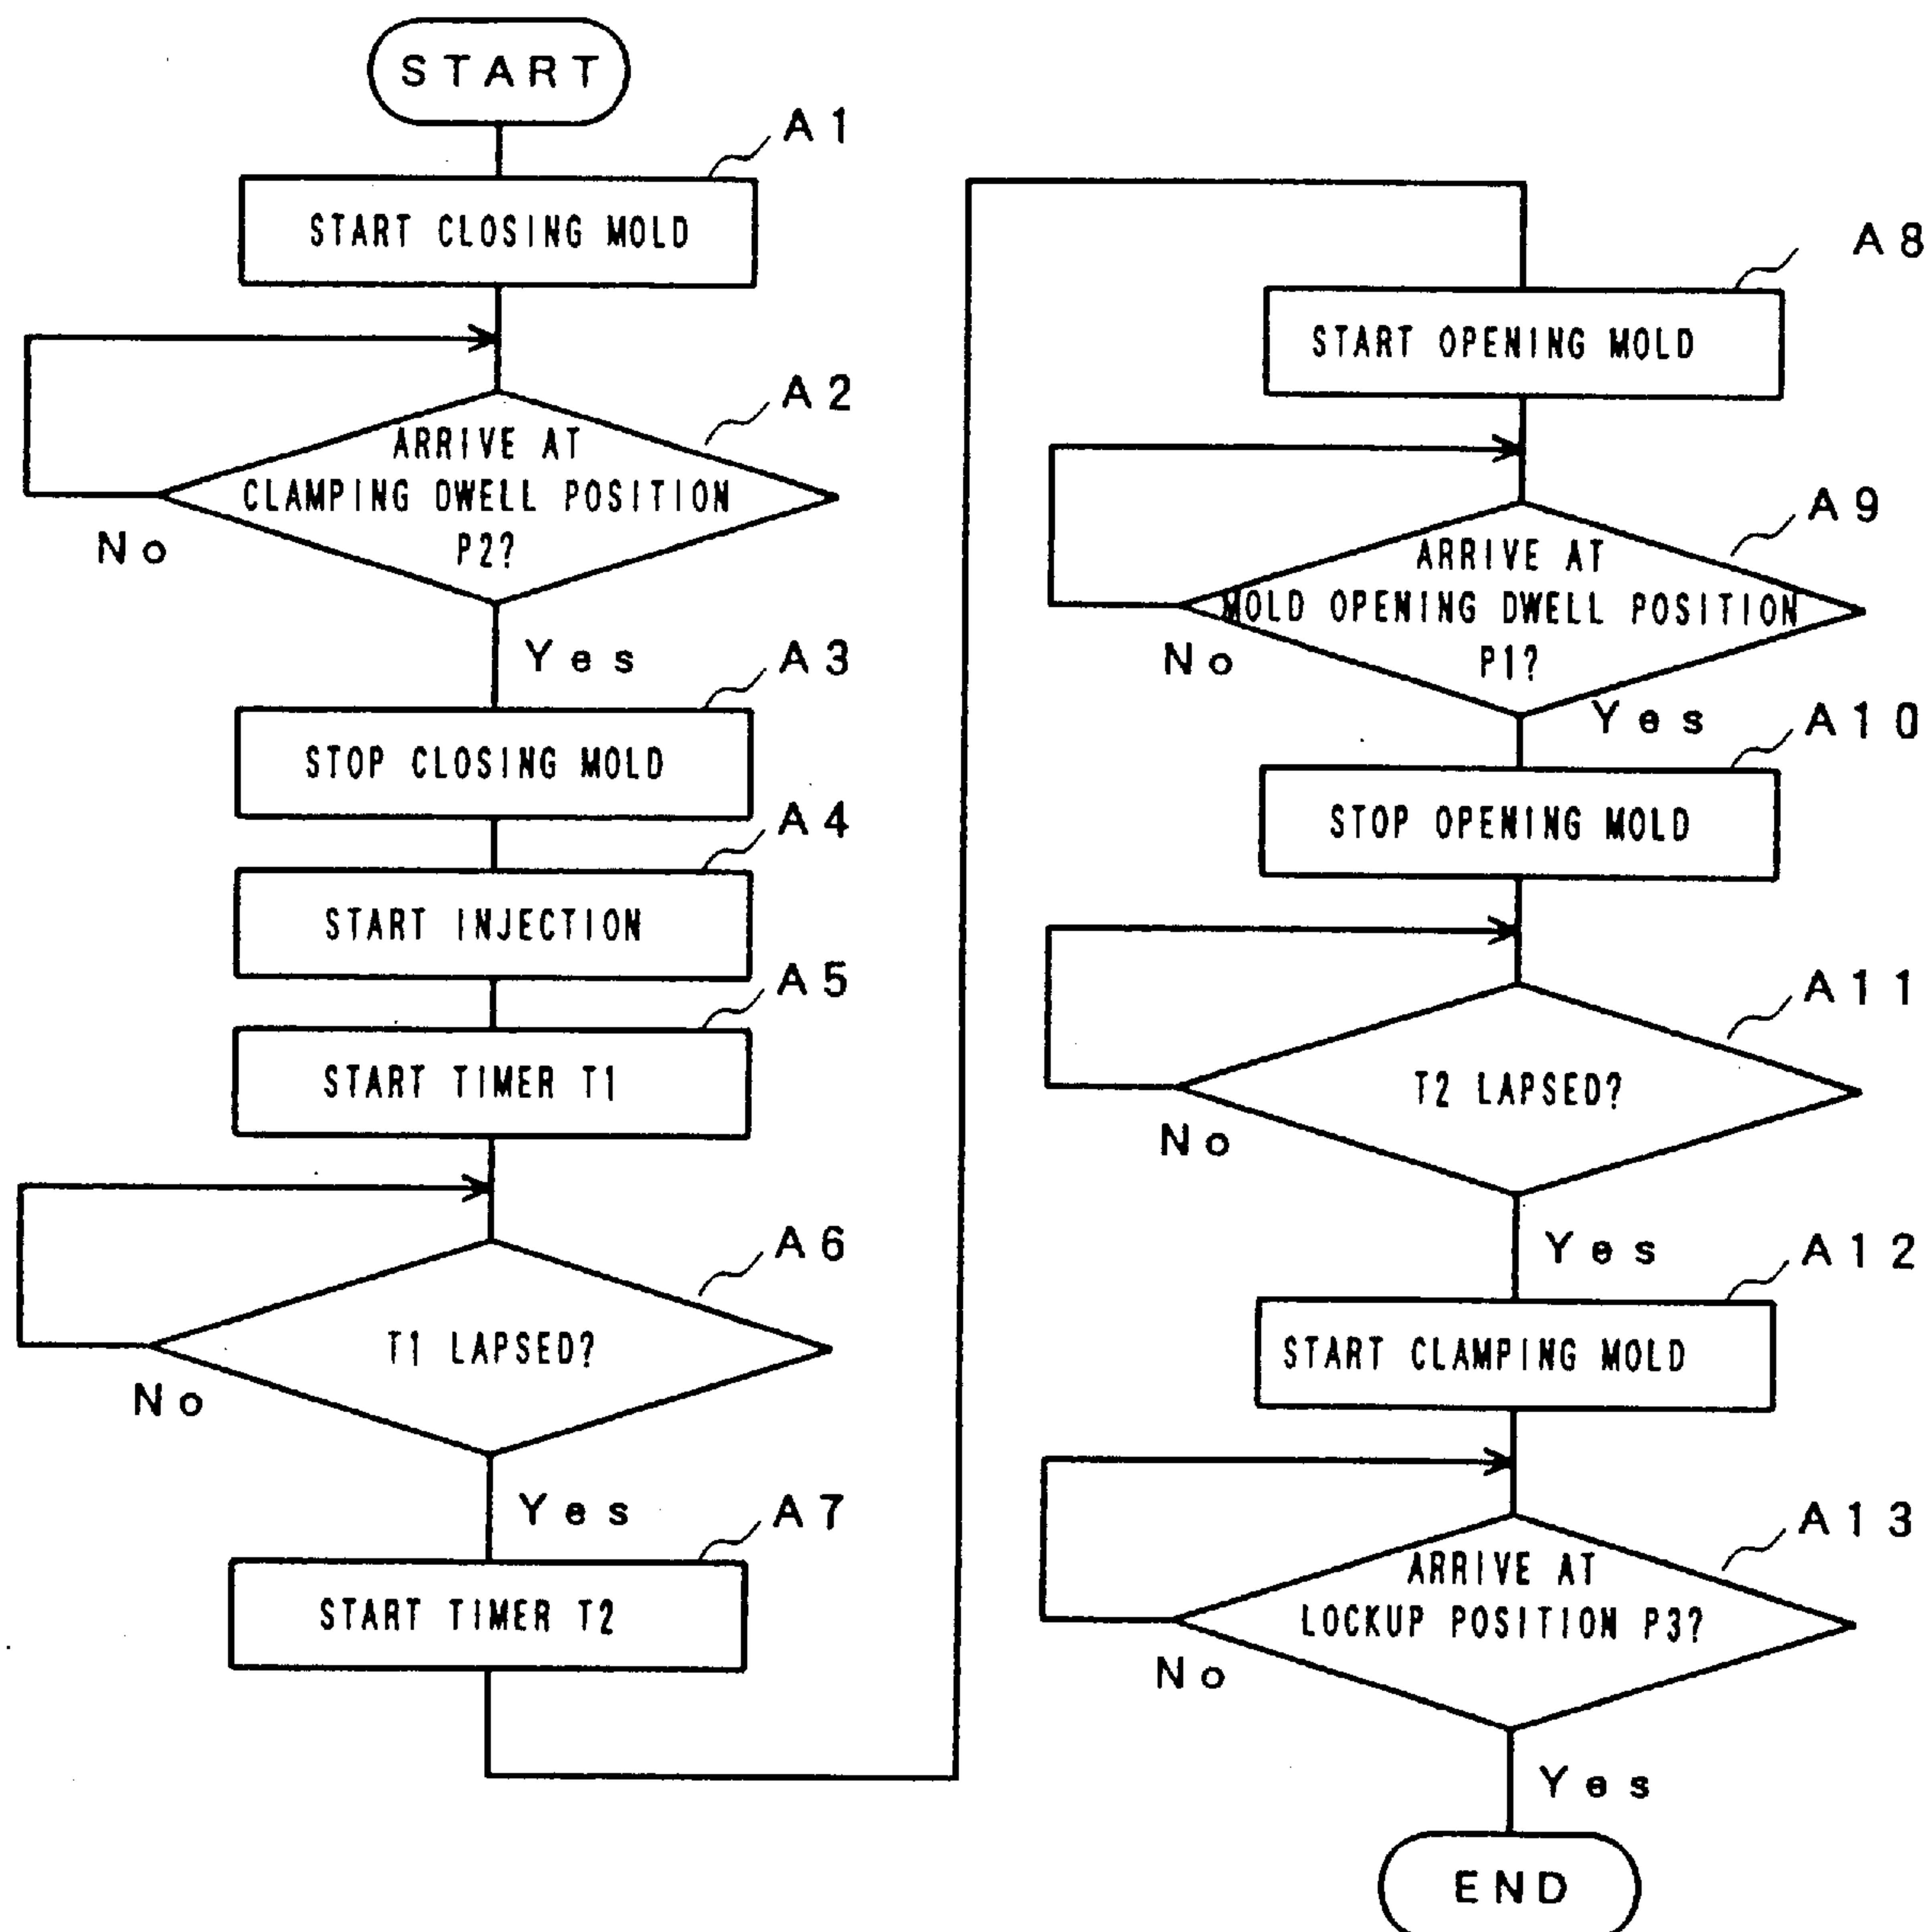 START
A1
START CLOSING MOLD
A2
ARRIVE AT
CLAMPING DWELL POSITION
P2?
No
Yes
A3
STOP CLOSING MOLD
A4
START INJECTION
A5
START TIMER T1
A6
T1 LAPSED?
No
Yes
A7
START TIMER T2
A8
START OPENING MOLD
A9
ARRIVE AT
MOLD OPENING DWELL POSITION
P1?
No
Yes
A10
STOP OPENING MOLD
A11
T2 LAPSED?
No
Yes
A12
START CLAMPING MOLD
A13
ARRIVE AT
LOCKUP POSITION P3?
No
Yes
END